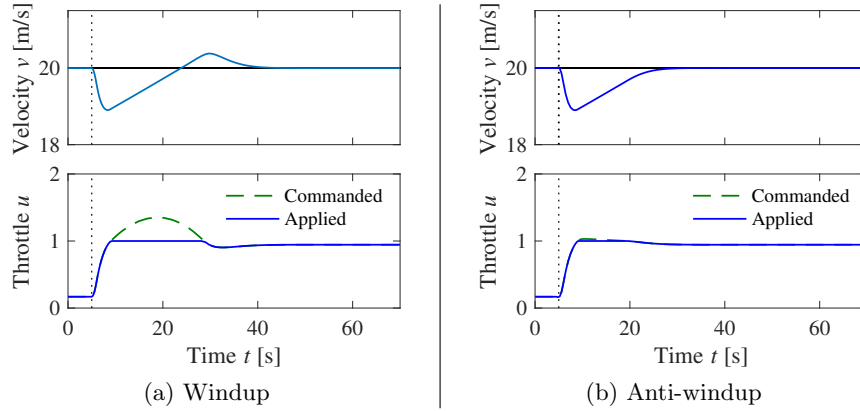 Velocity v [m/s]
20
18
Throttle u
2
1
0
Commanded
Applied
0 20 40 60
Time t [s]
(a) Windup
Velocity v [m/s]
20
18
Throttle u
2
1
0
Commanded
Applied
0 20 40 60
Time t [s]
(b) Anti-windup